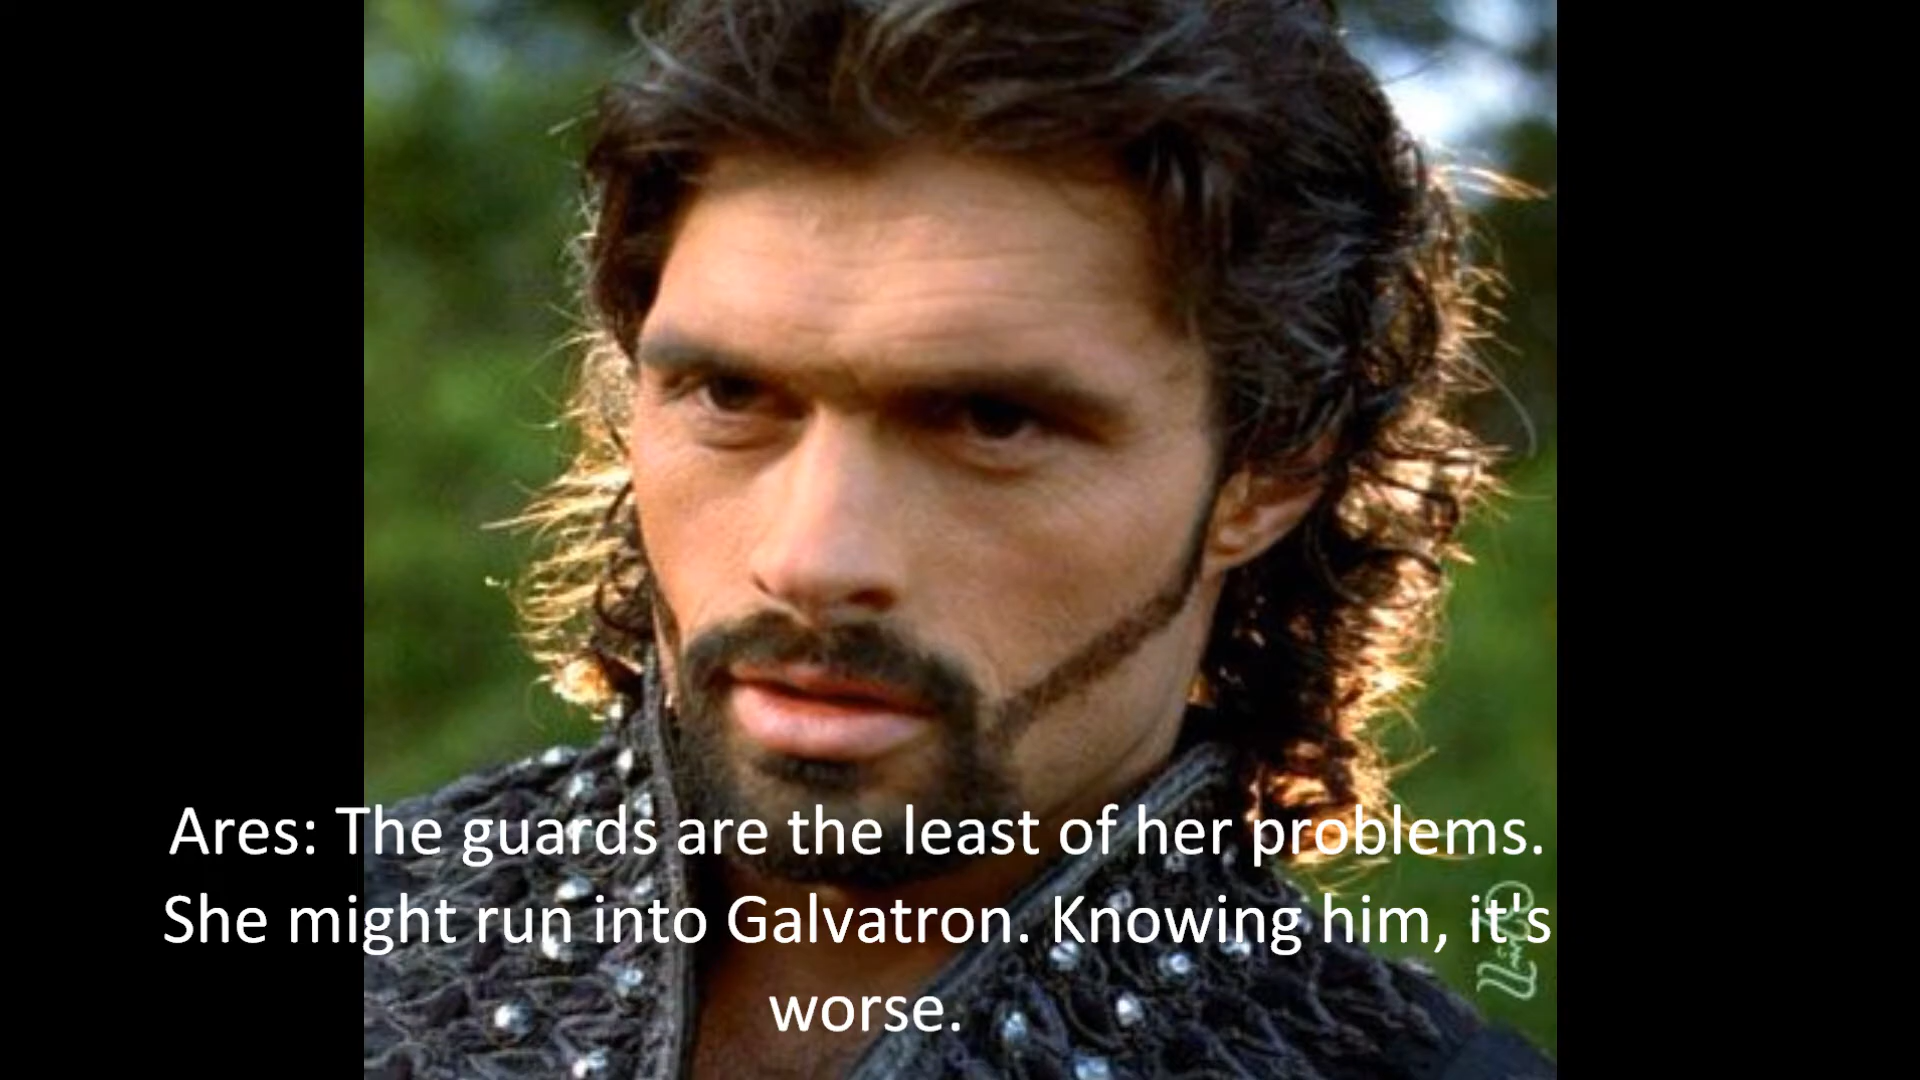 Ares: The guards are the least of her problems.
She might run into Galvatron. Knowing him, it's
worse.